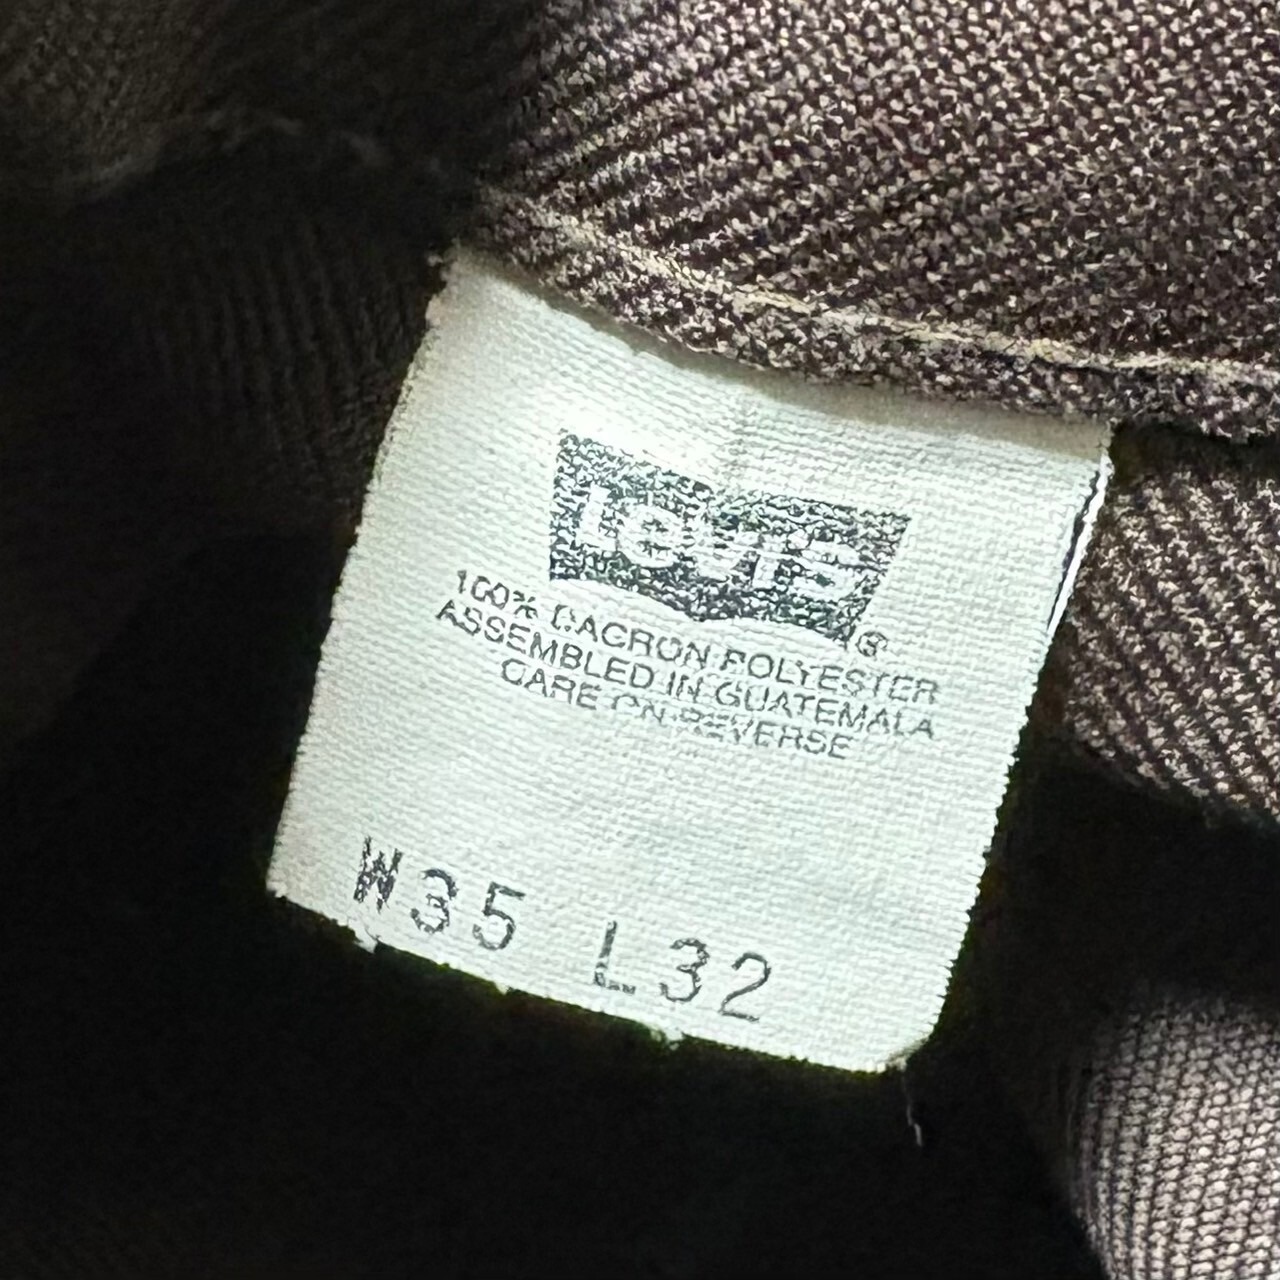 Levi's ®
100% DACRON POLYESTER
ASSEMBLED IN GUATEMALA
CARE ON REVERSE
W35 L32